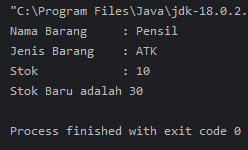 "C:\Program Files\Java\jdk-18.0.2.
Nama Barang : Pensil
Jenis Barang : ATK
Stok : 10
Stok Baru adalah 30
Process finished with exit code 0